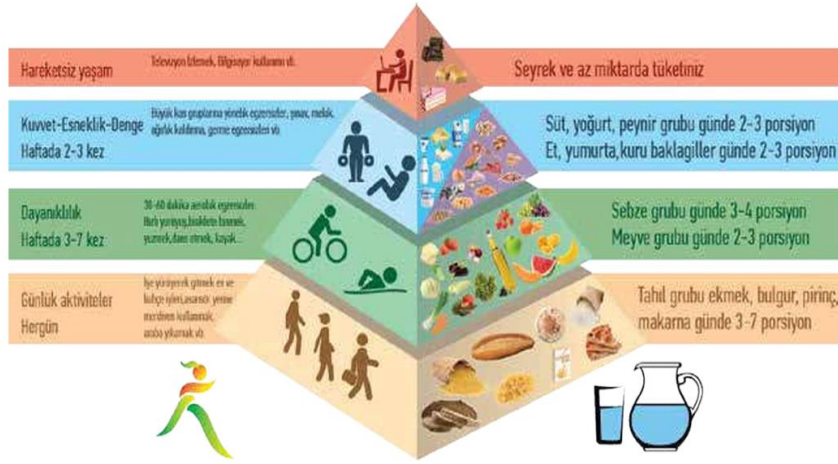 Hareketsiz yaşam
Televizyon İzlemek, Bilgisayar kullanımı vb.
Seyrek ve az miktarda tüketiniz
Kuvvet-Esneklik-Denge
Haftada 2-3 kez
Büyük kas gruplarına yönelik egzersizler, şınav, mekik,
ağırlık kaldırma, germe egzersizleri vb.
Süt, yoğurt, peynir grubu günde 2-3 porsiyon
Et, yumurta,kuru baklagiller günde 2-3 porsiyon
Dayanıklılık
Haftada 3-7 kez
30-60 dakika aerobik egzersizler.
Hızlı yürüyüş,bisiklete binmek,
yüzmek,dans etmek, kayak...
Sebze grubu günde 3-4 porsiyon
Meyve grubu günde 2-3 porsiyon
Günlük aktiviteler
Hergün
İşe yürüyerek gitmek ev ve
bahçe işleri,asansör yerine
merdiven kullanmak,
araba yıkamak vb.
Tahıl grubu ekmek, bulgur, pirinç,
makarna günde 3-7 porsiyon